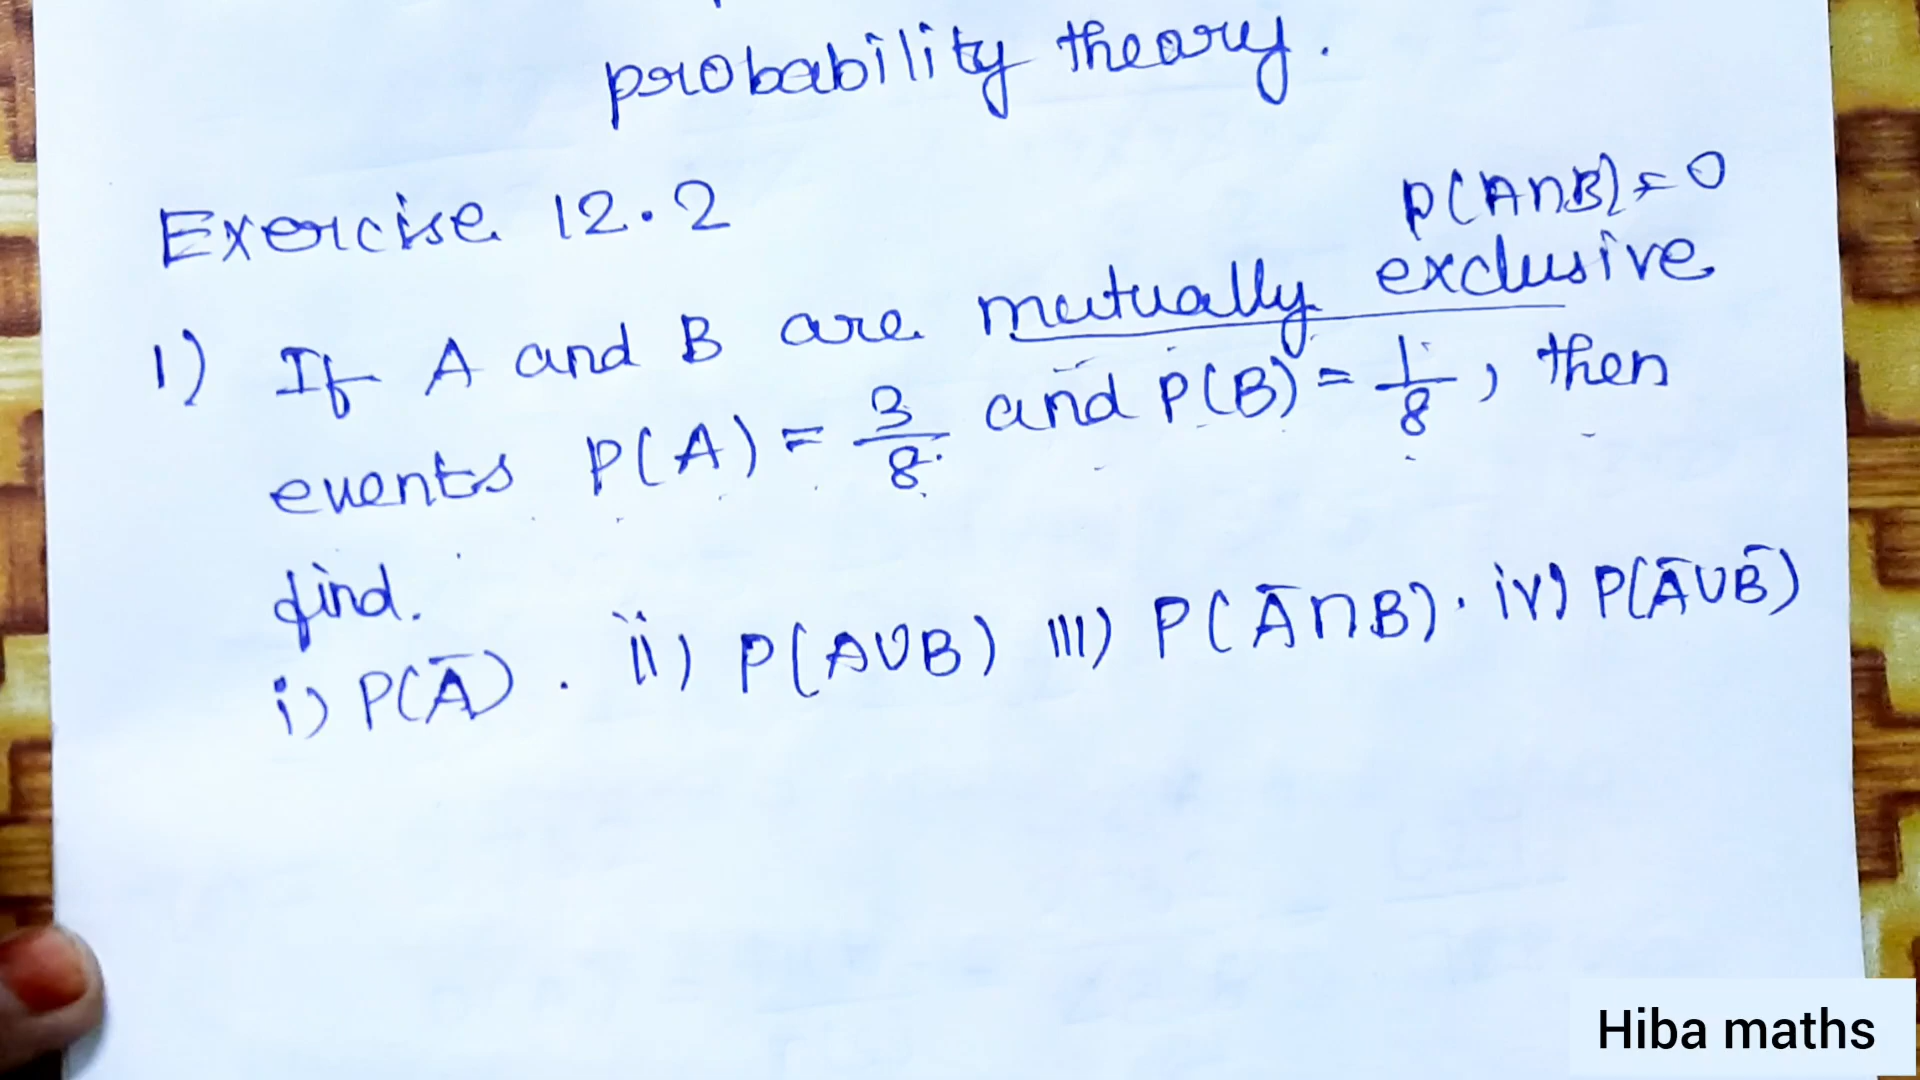 probability theory.
Exercise 12.2
P(A∩B)=0
1) If A and B are mutually exclusive
events P(A) = 3/8 and P(B) = 1/8, then
find.
i) P(Ā). ii) P(A∪B) iii) P(Ā∩B). iv) P(Ā∪B̄)
Hiba maths